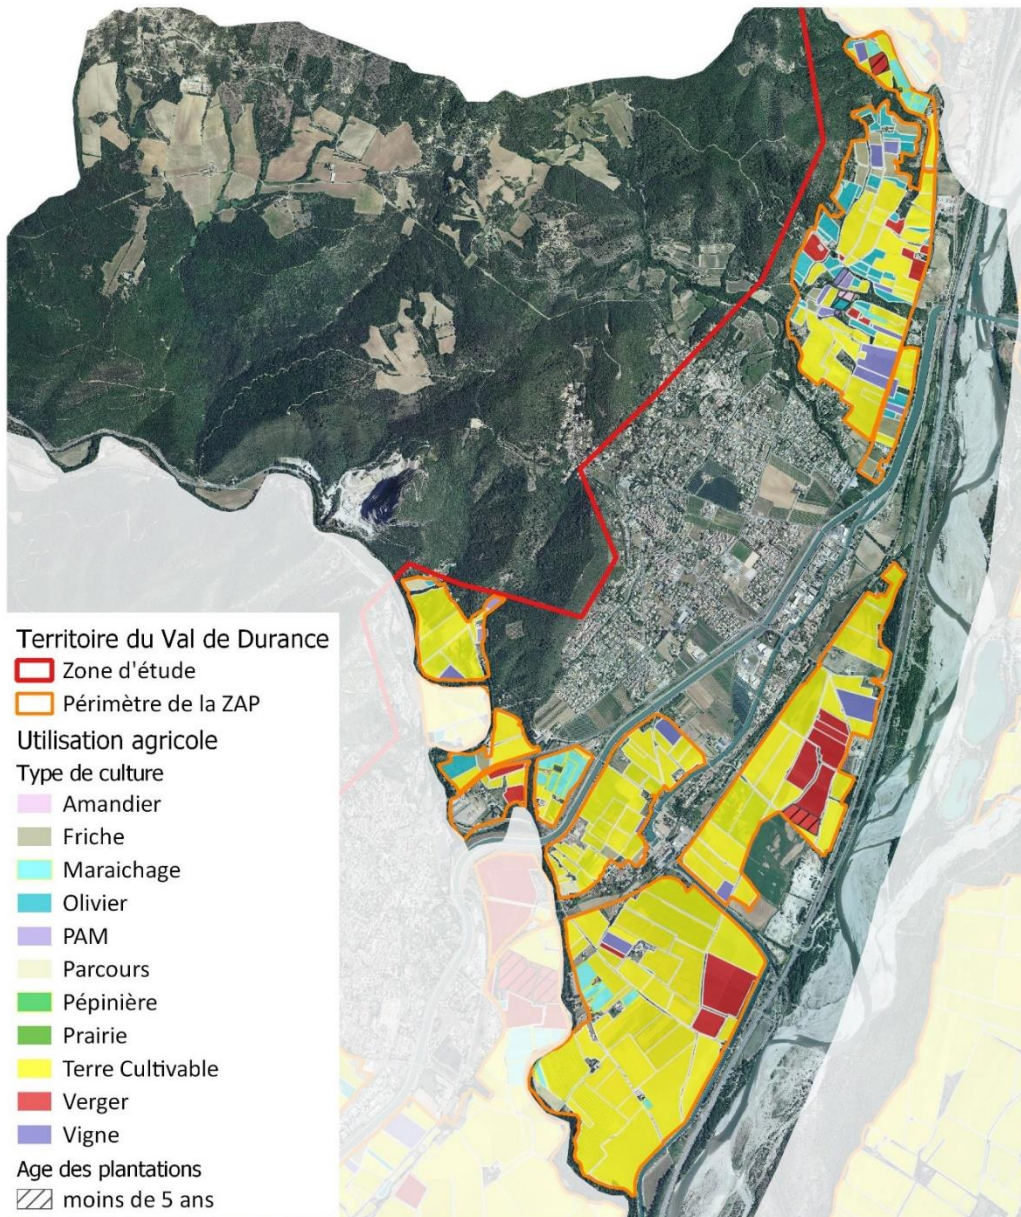 Territoire du Val de Durance
Zone d'étude
Périmètre de la ZAP
Utilisation agricole
Type de culture
Amandier
Friche
Maraichage
Olivier
PAM
Parcours
Pépinière
Prairie
Terre Cultivable
Verger
Vigne
Age des plantations
moins de 5 ans